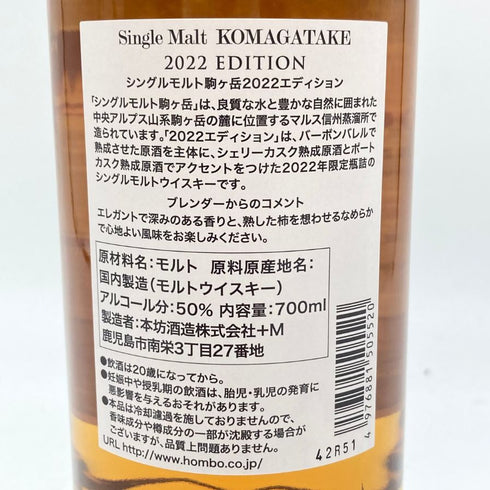 Single Malt KOMAGATAKE
2022 EDITION
シングルモルト駒ヶ岳2022エディション
「シングルモルト駒ヶ岳」は、良質な水と豊かな自然に囲まれた
中央アルプス山系駒ヶ岳の麓に位置するマルス信州蒸溜所で
造られています。「2022エディション」は、バーボンバレルで
熟成させた原酒を主体に、シェリーカスク熟成原酒とポート
カスク熟成原酒でアクセントをつけた2022年限定瓶詰の
シングルモルトウイスキーです。
ブレンダーからのコメント
エレガントで深みのある香りと、熟した柿を想わせるなめらか
で心地よい風味をお楽しみください。
原材料名：モルト 原料原産地名：
国内製造（モルトウイスキー）
アルコール分：50% 内容量：700ml
製造者：本坊酒造株式会社＋M
鹿児島市南栄3丁目27番地
●飲酒は20歳になってから。
●妊娠中や授乳期の飲酒は、胎児・乳児の発育に
悪影響を与えるおそれがあります。
●本品は冷却濾過を施しておりませんので、
香味成分や樽成分の一部が沈殿する場合が
ございますが、品質上問題ありません。
URL http://www.hombo.co.jp/
4 976881 505520
42R51